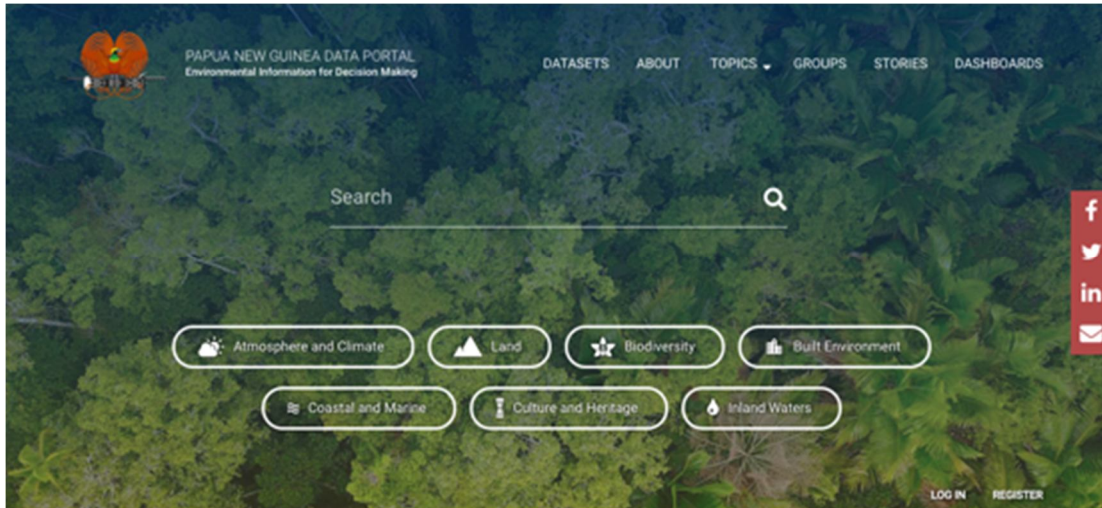 PAPUA NEW GUINEA DATA PORTAL
Environmental Information for Decision Making
DATASETS ABOUT TOPICS GROUPS STORIES DASHBOARDS
Search
f
in
Atmosphere and Climate Land Biodiversity Built Environment
Coastal and Marine Culture and Heritage Inland Waters
LOG IN REGISTER